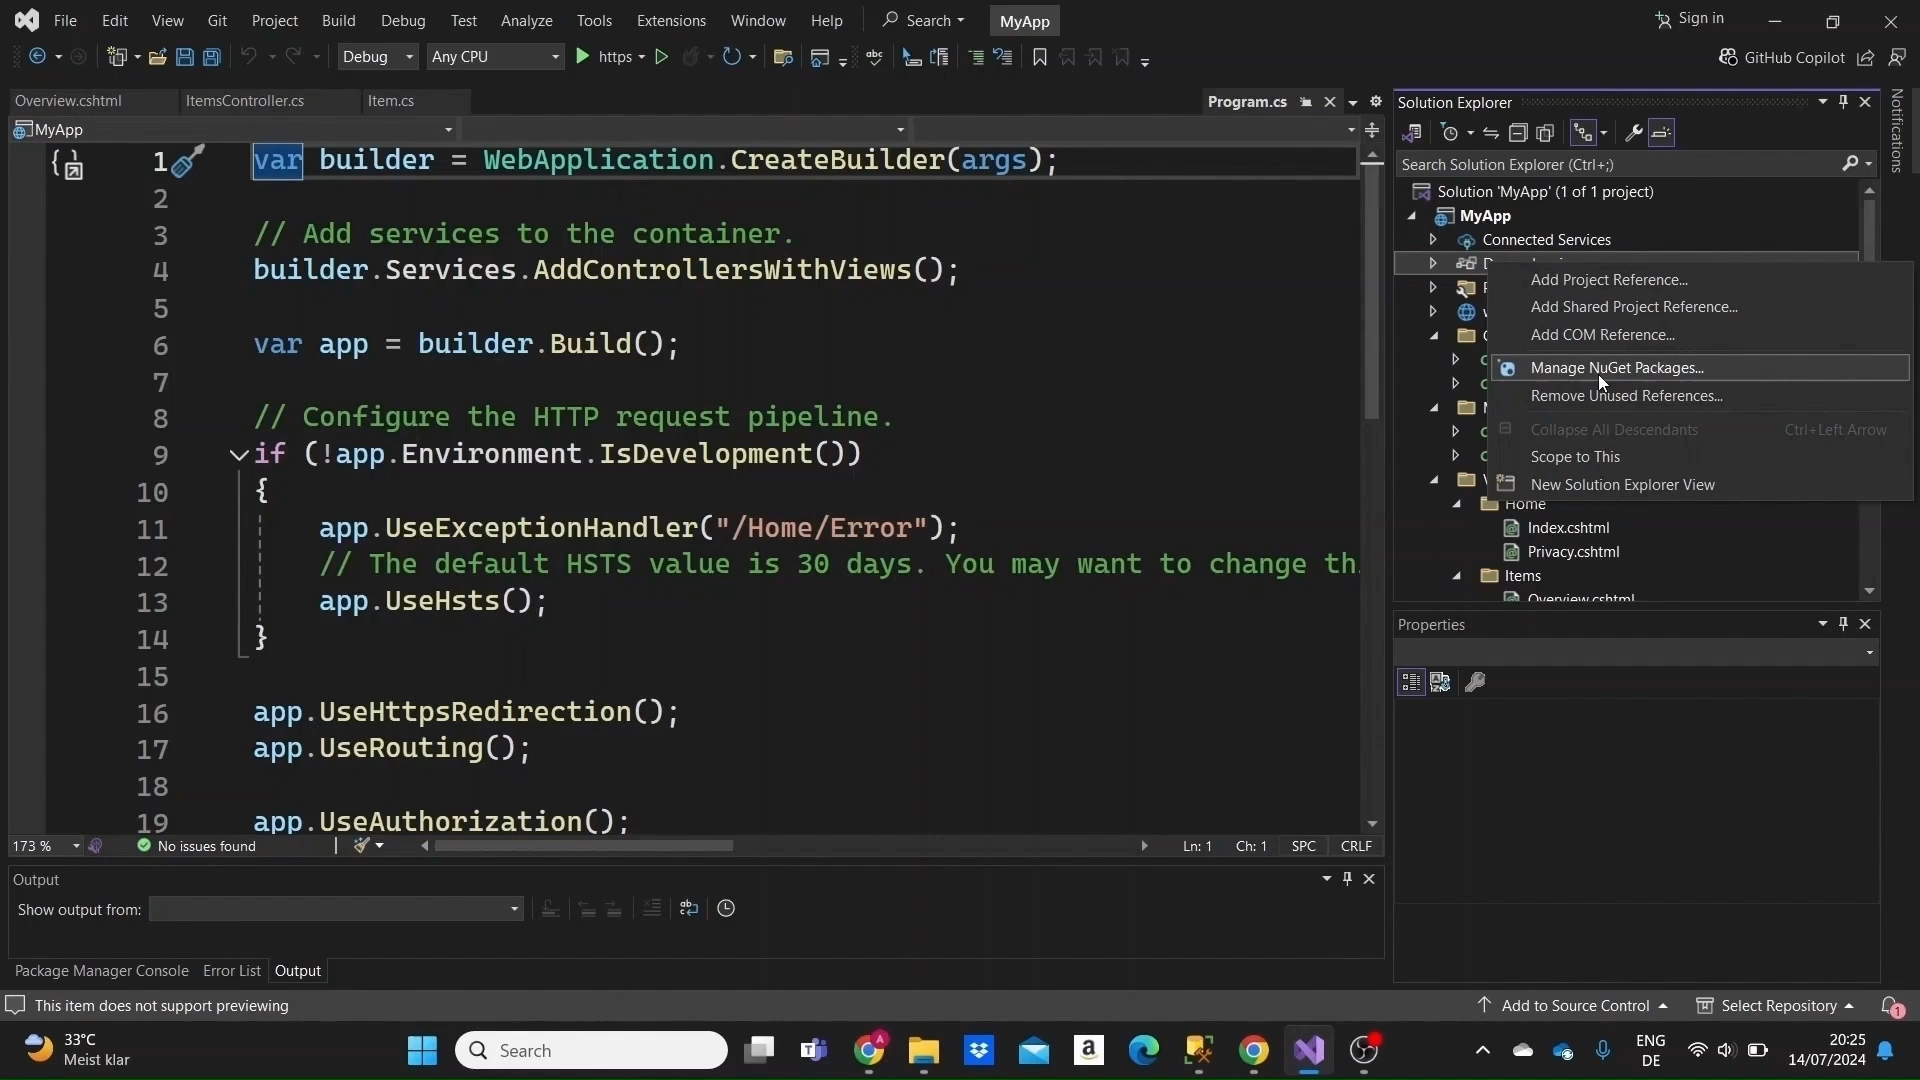 File Edit View Git Project Build Debug Test Analyze Tools Extensions Window Help Search MyApp Sign in
Debug Any CPU https GitHub Copilot
Overview.cshtml ItemsController.cs Item.cs Program.cs
MyApp
1 var builder = WebApplication.CreateBuilder(args);
2
3 // Add services to the container.
4 builder.Services.AddControllersWithViews();
5
6 var app = builder.Build();
7
8 // Configure the HTTP request pipeline.
9 if (!app.Environment.IsDevelopment())
10 {
11 app.UseExceptionHandler("/Home/Error");
12 // The default HSTS value is 30 days. You may want to change th
13 app.UseHsts();
14 }
15
16 app.UseHttpsRedirection();
17 app.UseRouting();
18
19 app.UseAuthorization();
173 % No issues found Ln: 1 Ch: 1 SPC CRLF
Output
Show output from:
Package Manager Console Error List Output
Solution Explorer
Search Solution Explorer (Ctrl+;)
Solution 'MyApp' (1 of 1 project)
MyApp
Connected Services
Add Project Reference...
Add Shared Project Reference...
Add COM Reference...
Manage NuGet Packages...
Remove Unused References...
Collapse All Descendants Ctrl+Left Arrow
Scope to This
New Solution Explorer View
Home
Index.cshtml
Privacy.cshtml
Items
Overview.cshtml
Properties
Notifications
This item does not support previewing Add to Source Control Select Repository 1
33°C
Meist klar
Search
A
ENG
DE
20:25
14/07/2024